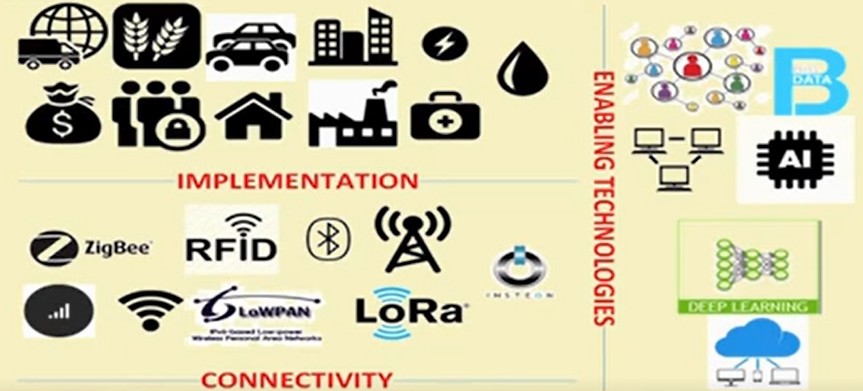 $
IMPLEMENTATION
ZigBee
RFID
INSTEON
6LoWPAN
IPv6-based Low-power
Wireless Personal Area Networks
LoRa
CONNECTIVITY
ENABLING TECHNOLOGIES
B
DATA
AI
DEEP LEARNING